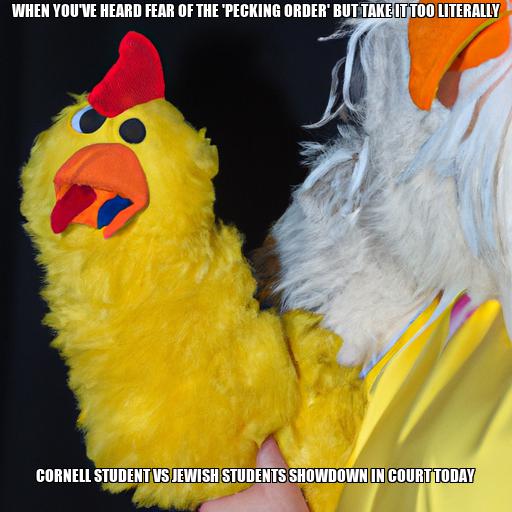 WHEN YOU'VE HEARD FEAR OF THE 'PECKING ORDER' BUT TAKE IT TOO LITERALLY
CORNELL STUDENT VS JEWISH STUDENTS SHOWDOWN IN COURT TODAY